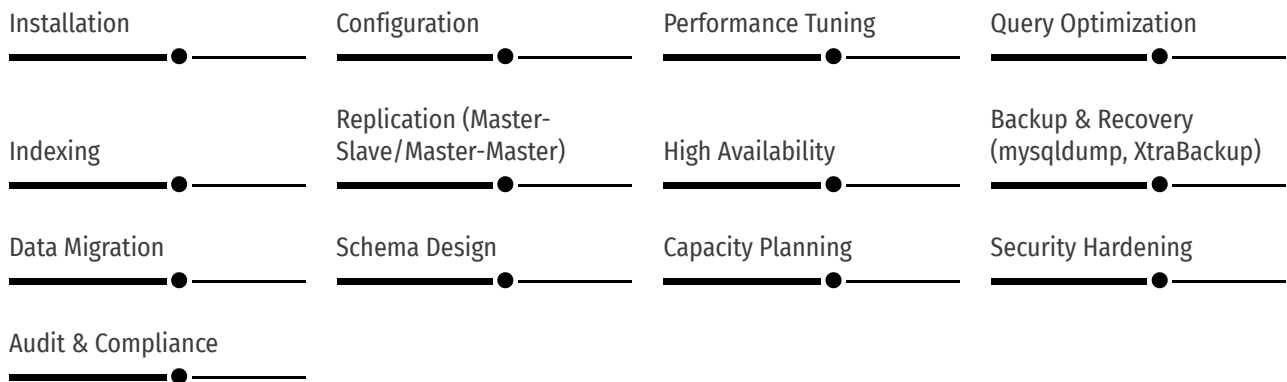 Installation
Configuration
Performance Tuning
Query Optimization
Indexing
Replication (Master-
Slave/Master-Master)
High Availability
Backup & Recovery
(mysqldump, XtraBackup)
Data Migration
Schema Design
Capacity Planning
Security Hardening
Audit & Compliance